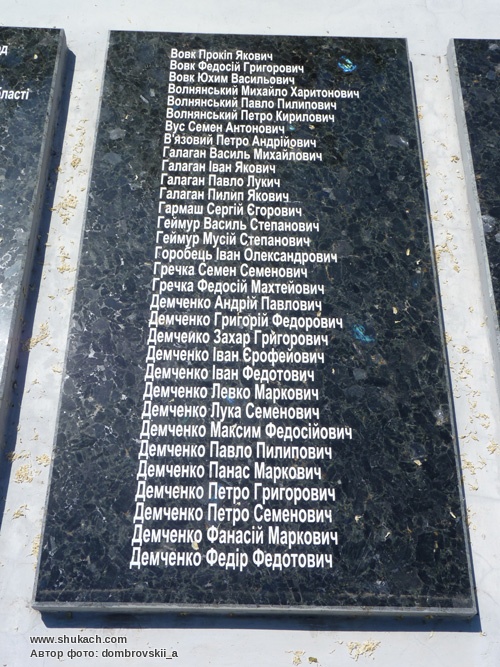 д
бласті
Вовк Прокіп Якович
Вовк Федосій Григорович
Вовк Юхим Васильович
Волнянський Михайло Харитонович
Волнянський Павло Пилипович
Волнянський Петро Кирилович
Вус Семен Антонович
В'язовий Петро Андрійович
Галаган Василь Михайлович
Галаган Іван Якович
Галаган Павло Лукич
Галаган Пилип Якович
Гармаш Сергій Єгорович
Геймур Василь Степанович
Геймур Мусій Степанович
Горобець Іван Олександрович
Гречка Семен Семенович
Гречка Федосій Махтейович
Демченко Андрій Павлович
Демченко Григорій Федорович
Демченко Захар Григорович
Демченко Іван Єрофейович
Демченко Іван Федотович
Демченко Левко Маркович
Демченко Лука Семенович
Демченко Максим Федосійович
Демченко Павло Пилипович
Демченко Панас Маркович
Демченко Петро Григорович
Демченко Петро Семенович
Демченко Фанасій Маркович
Демченко Федір Федотович
www.shukach.com
Автор фото: dombrovskii_a